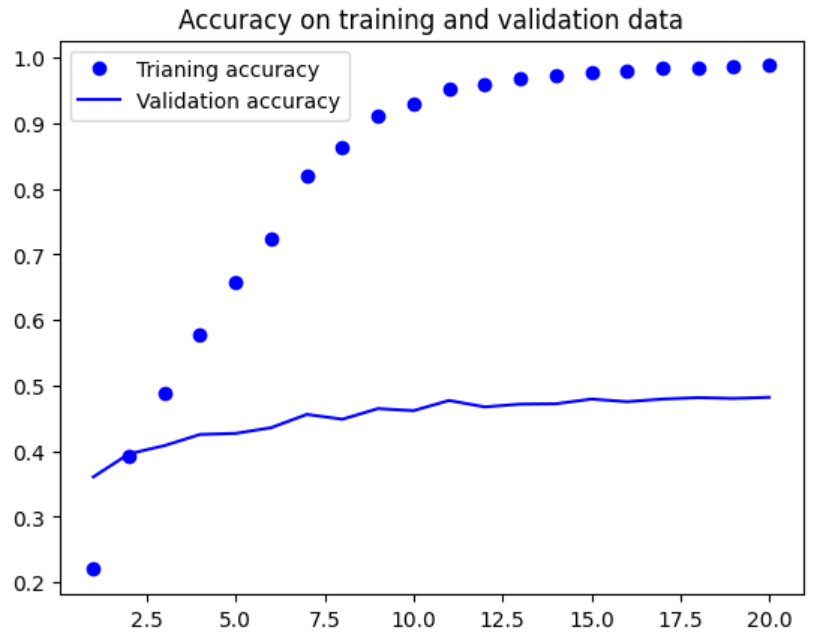 Accuracy on training and validation data
Trianing accuracy
Validation accuracy
1.0
0.9
0.8
0.7
0.6
0.5
0.4
0.3
0.2
2.5 5.0 7.5 10.0 12.5 15.0 17.5 20.0